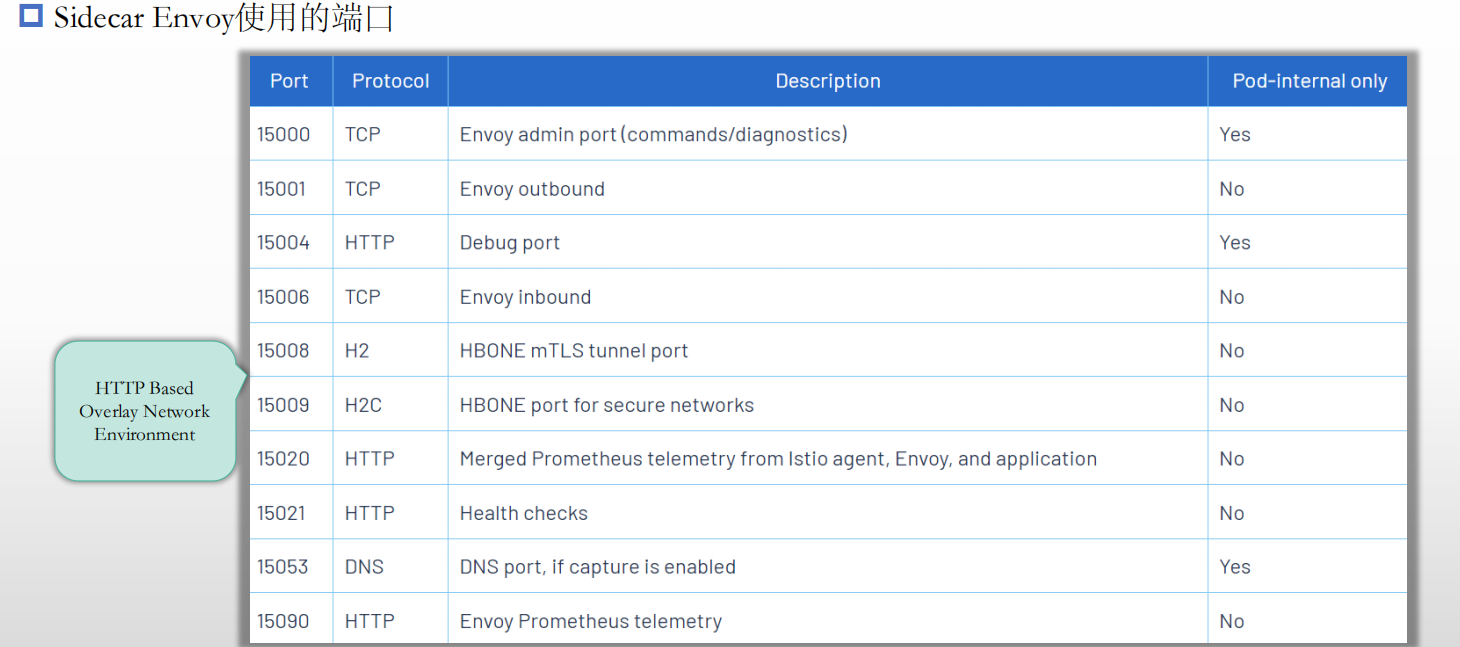 Sidecar Envoy使用的端口
Port Protocol Description Pod-internal only
15000 TCP Envoy admin port (commands/diagnostics) Yes
15001 TCP Envoy outbound No
15004 HTTP Debug port Yes
15006 TCP Envoy inbound No
15008 H2 HBONE mTLS tunnel port No
15009 H2C HBONE port for secure networks No
15020 HTTP Merged Prometheus telemetry from Istio agent, Envoy, and application No
15021 HTTP Health checks No
15053 DNS DNS port, if capture is enabled Yes
15090 HTTP Envoy Prometheus telemetry No
HTTP Based
Overlay Network
Environment